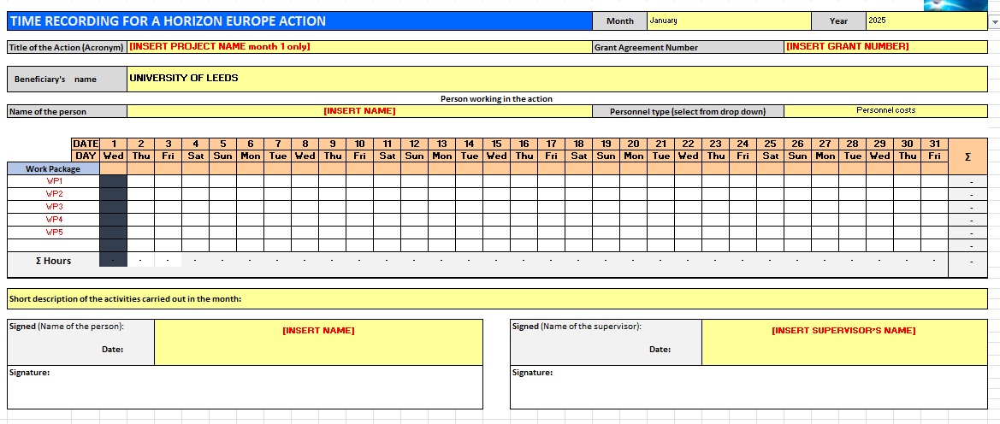 TIME RECORDING FOR A HORIZON EUROPE ACTION Month January Year 2025
Title of the Action (Acronym) [INSERT PROJECT NAME month 1 only] Grant Agreement Number [INSERT GRANT NUMBER]
Beneficiary's name UNIVERSITY OF LEEDS
Person working in the action
Name of the person [INSERT NAME] Personnel type (select from drop down) Personnel costs
DATE 1 2 3 4 5 6 7 8 9 10 11 12 13 14 15 16 17 18 19 20 21 22 23 24 25 26 27 28 29 30 31
DAY Wed Thu Fri Sat Sun Mon Tue Wed Thu Fri Sat Sun Mon Tue Wed Thu Fri Sat Sun Mon Tue Wed Thu Fri Sat Sun Mon Tue Wed Thu Fri Σ
Work Package
WP1 -
WP2 -
WP3 -
WP4 -
WP5 -
-
Σ Hours - - - - - - - - - - - - - - - - - - - - - - - - - - - - - - - -
Short description of the activities carried out in the month:
Signed (Name of the person): [INSERT NAME] Signed (Name of the supervisor): [INSERT SUPERVISOR'S NAME]
Date: Date:
Signature: Signature: